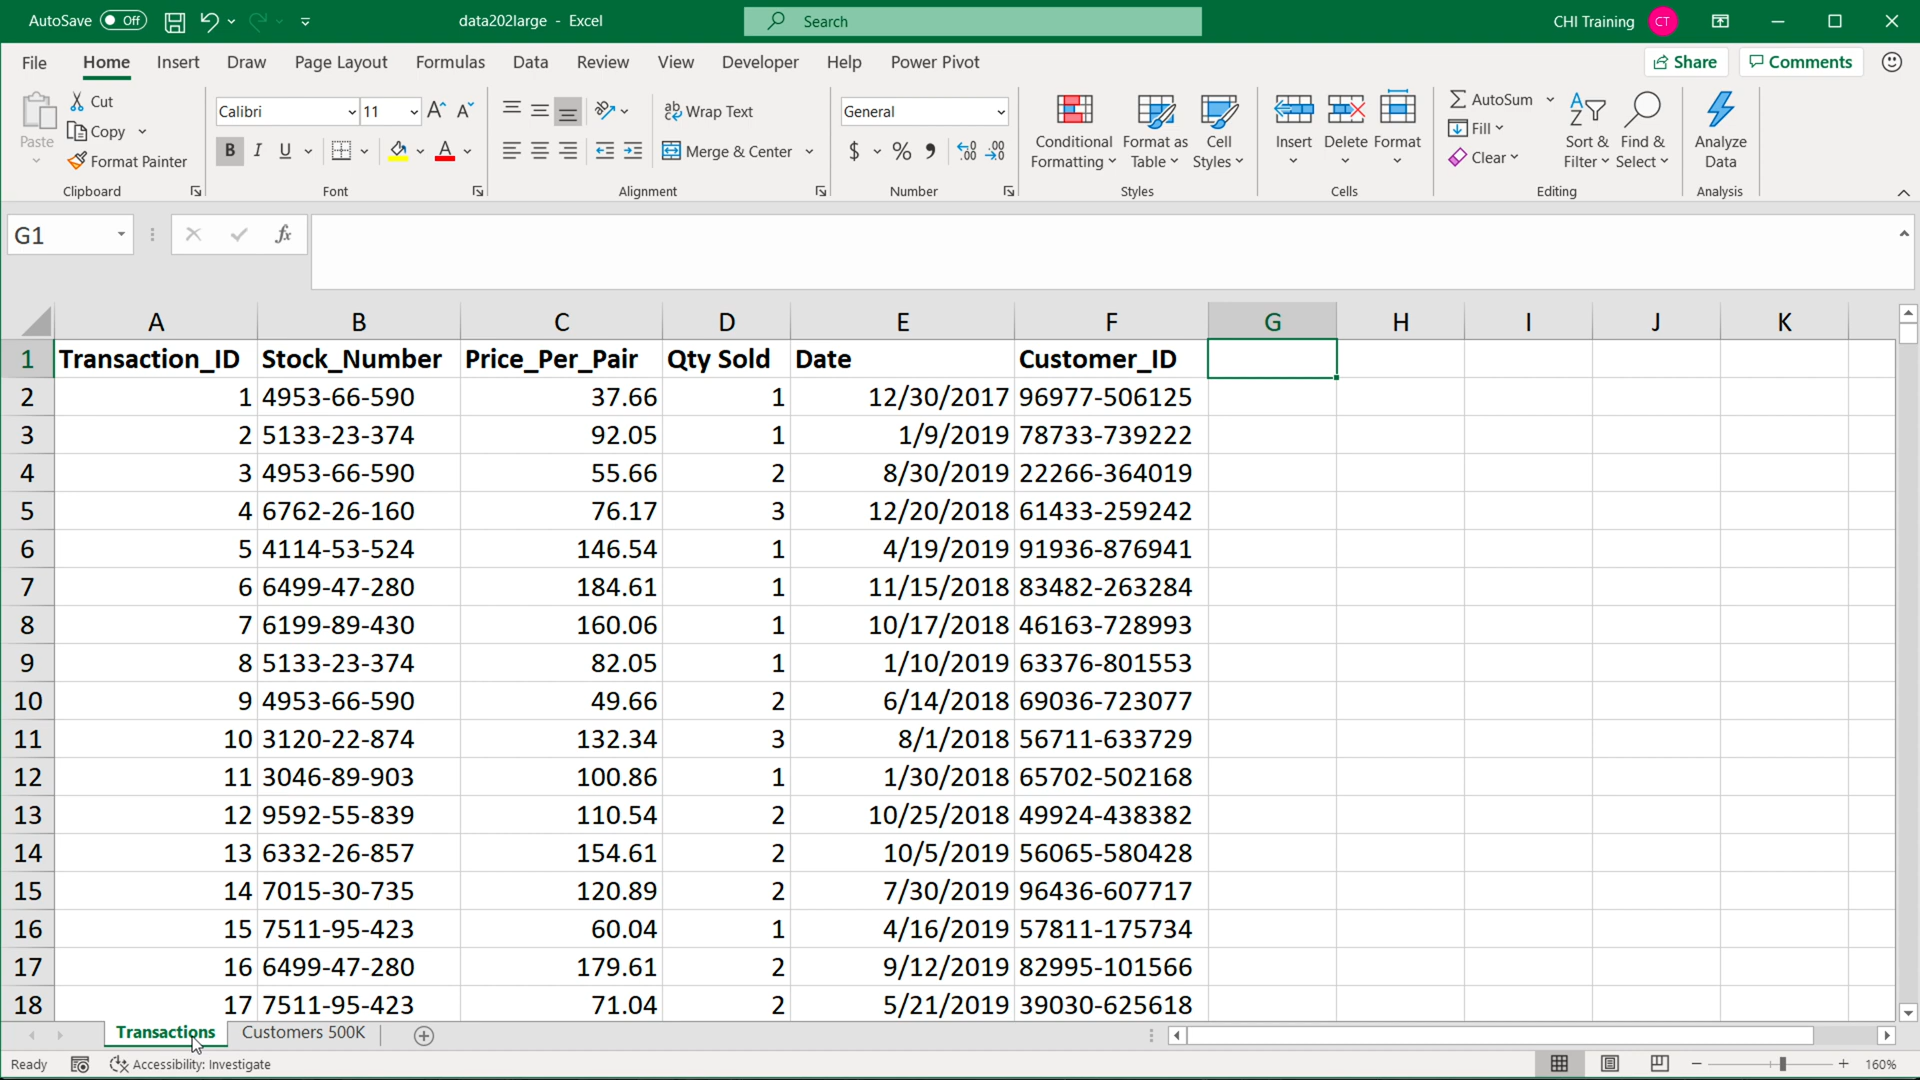 AutoSave Off data202large - Excel Search CHI Training CT
File Home Insert Draw Page Layout Formulas Data Review View Developer Help Power Pivot Share Comments
Paste Cut Copy Format Painter
Clipboard
Calibri 11
B I U A
Font
Wrap Text
Merge & Center
Alignment
General
$ % 9
Number
Conditional Formatting Format as Table Cell Styles
Styles
Insert Delete Format
Cells
AutoSum Fill Clear Sort & Filter Find & Select
Editing
Analyze Data
Analysis
G1 fx
A B C D E F G H I J K
1 Transaction_ID Stock_Number Price_Per_Pair Qty Sold Date Customer_ID
2 1 4953-66-590 37.66 1 12/30/2017 96977-506125
3 2 5133-23-374 92.05 1 1/9/2019 78733-739222
4 3 4953-66-590 55.66 2 8/30/2019 22266-364019
5 4 6762-26-160 76.17 3 12/20/2018 61433-259242
6 5 4114-53-524 146.54 1 4/19/2019 91936-876941
7 6 6499-47-280 184.61 1 11/15/2018 83482-263284
8 7 6199-89-430 160.06 1 10/17/2018 46163-728993
9 8 5133-23-374 82.05 1 1/10/2019 63376-801553
10 9 4953-66-590 49.66 2 6/14/2018 69036-723077
11 10 3120-22-874 132.34 3 8/1/2018 56711-633729
12 11 3046-89-903 100.86 1 1/30/2018 65702-502168
13 12 9592-55-839 110.54 2 10/25/2018 49924-438382
14 13 6332-26-857 154.61 2 10/5/2019 56065-580428
15 14 7015-30-735 120.89 2 7/30/2019 96436-607717
16 15 7511-95-423 60.04 1 4/16/2019 57811-175734
17 16 6499-47-280 179.61 2 9/12/2019 82995-101566
18 17 7511-95-423 71.04 2 5/21/2019 39030-625618
Transactions Customers 500K
Ready Accessibility: Investigate 160%